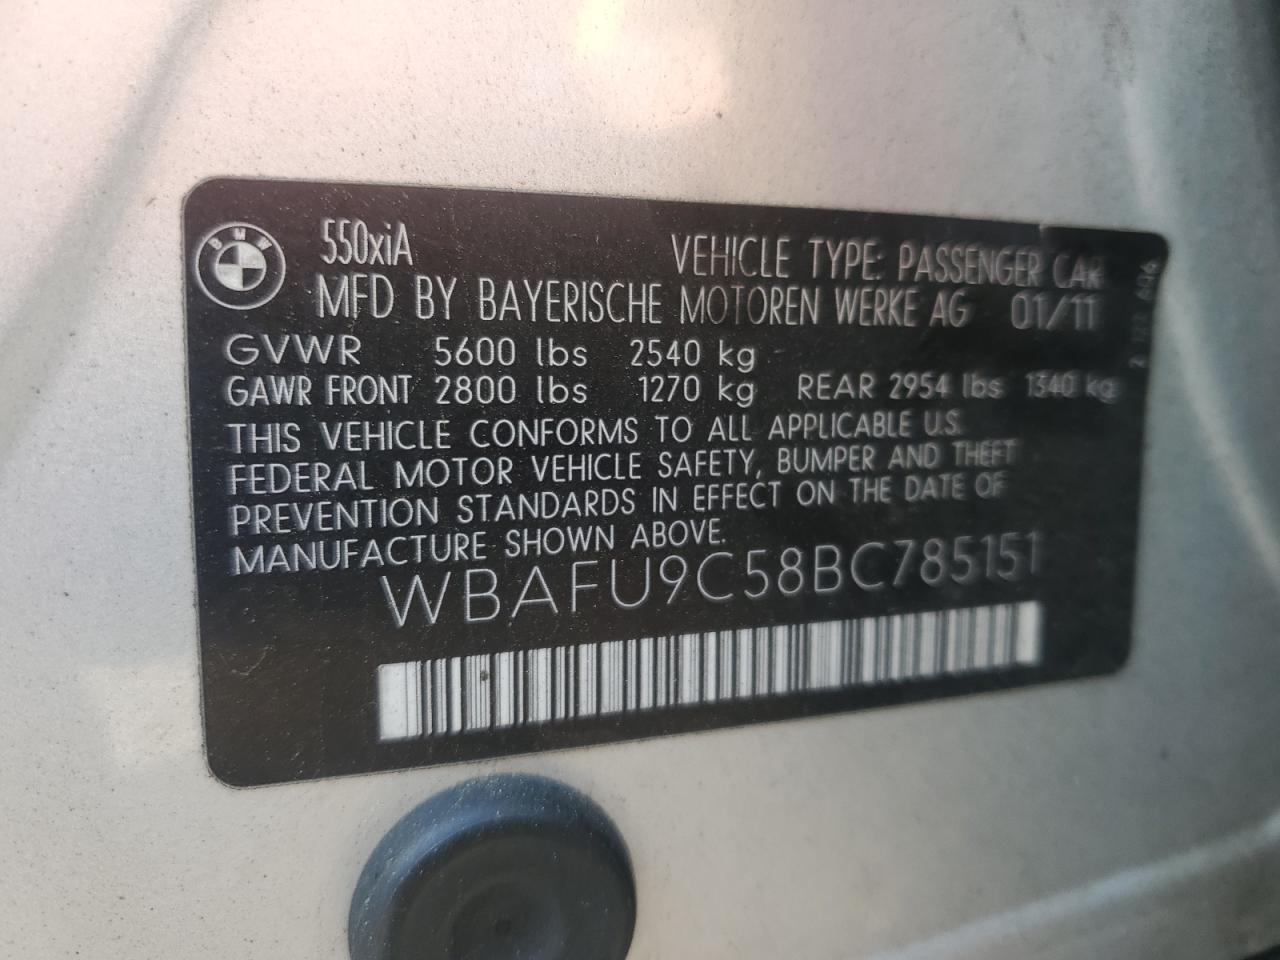 BMW
550xiA
VEHICLE TYPE: PASSENGER CAR
MFD BY BAYERISCHE MOTOREN WERKE AG 01/11
GVWR 5600 lbs 2540 kg
GAWR FRONT 2800 lbs 1270 kg REAR 2954 lbs 1340 kg
THIS VEHICLE CONFORMS TO ALL APPLICABLE U.S.
FEDERAL MOTOR VEHICLE SAFETY, BUMPER AND THEFT
PREVENTION STANDARDS IN EFFECT ON THE DATE OF
MANUFACTURE SHOWN ABOVE.
WBAFU9C58BC785151